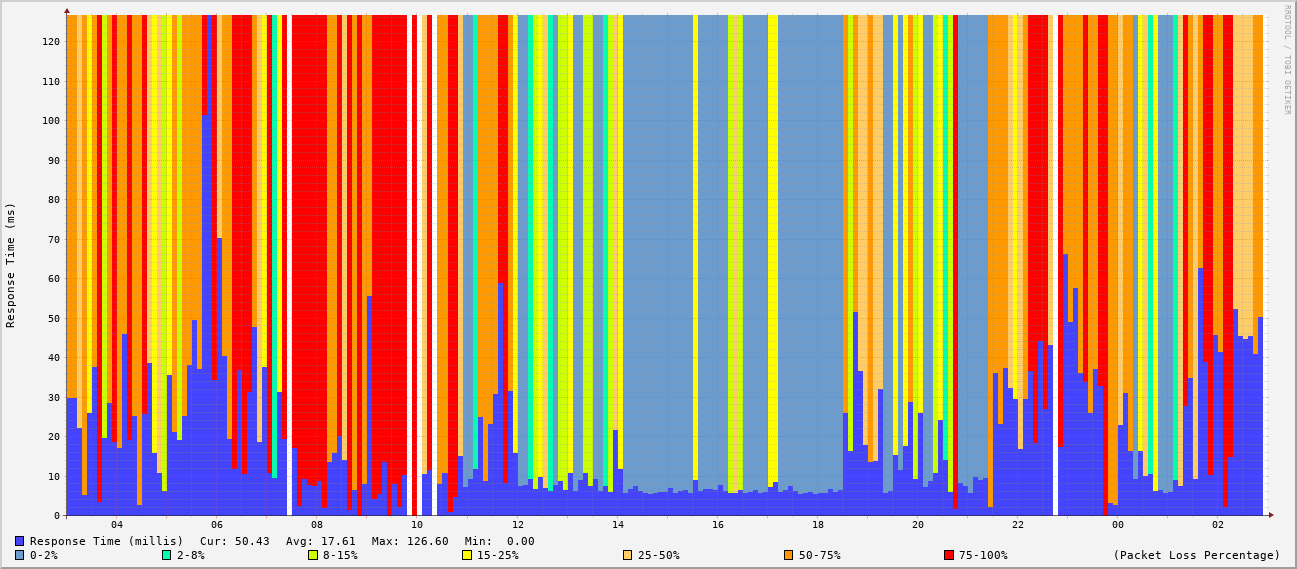 RRDTOOL / TOBI OETIKER
Response Time (ms)
120
110
100
90
80
70
60
50
40
30
20
10
0
04 06 08 10 12 14 16 18 20 22 00 02
Response Time (millis) Cur: 50.43 Avg: 17.61 Max: 126.60 Min: 0.00
0-2% 2-8% 8-15% 15-25% 25-50% 50-75% 75-100% (Packet Loss Percentage)